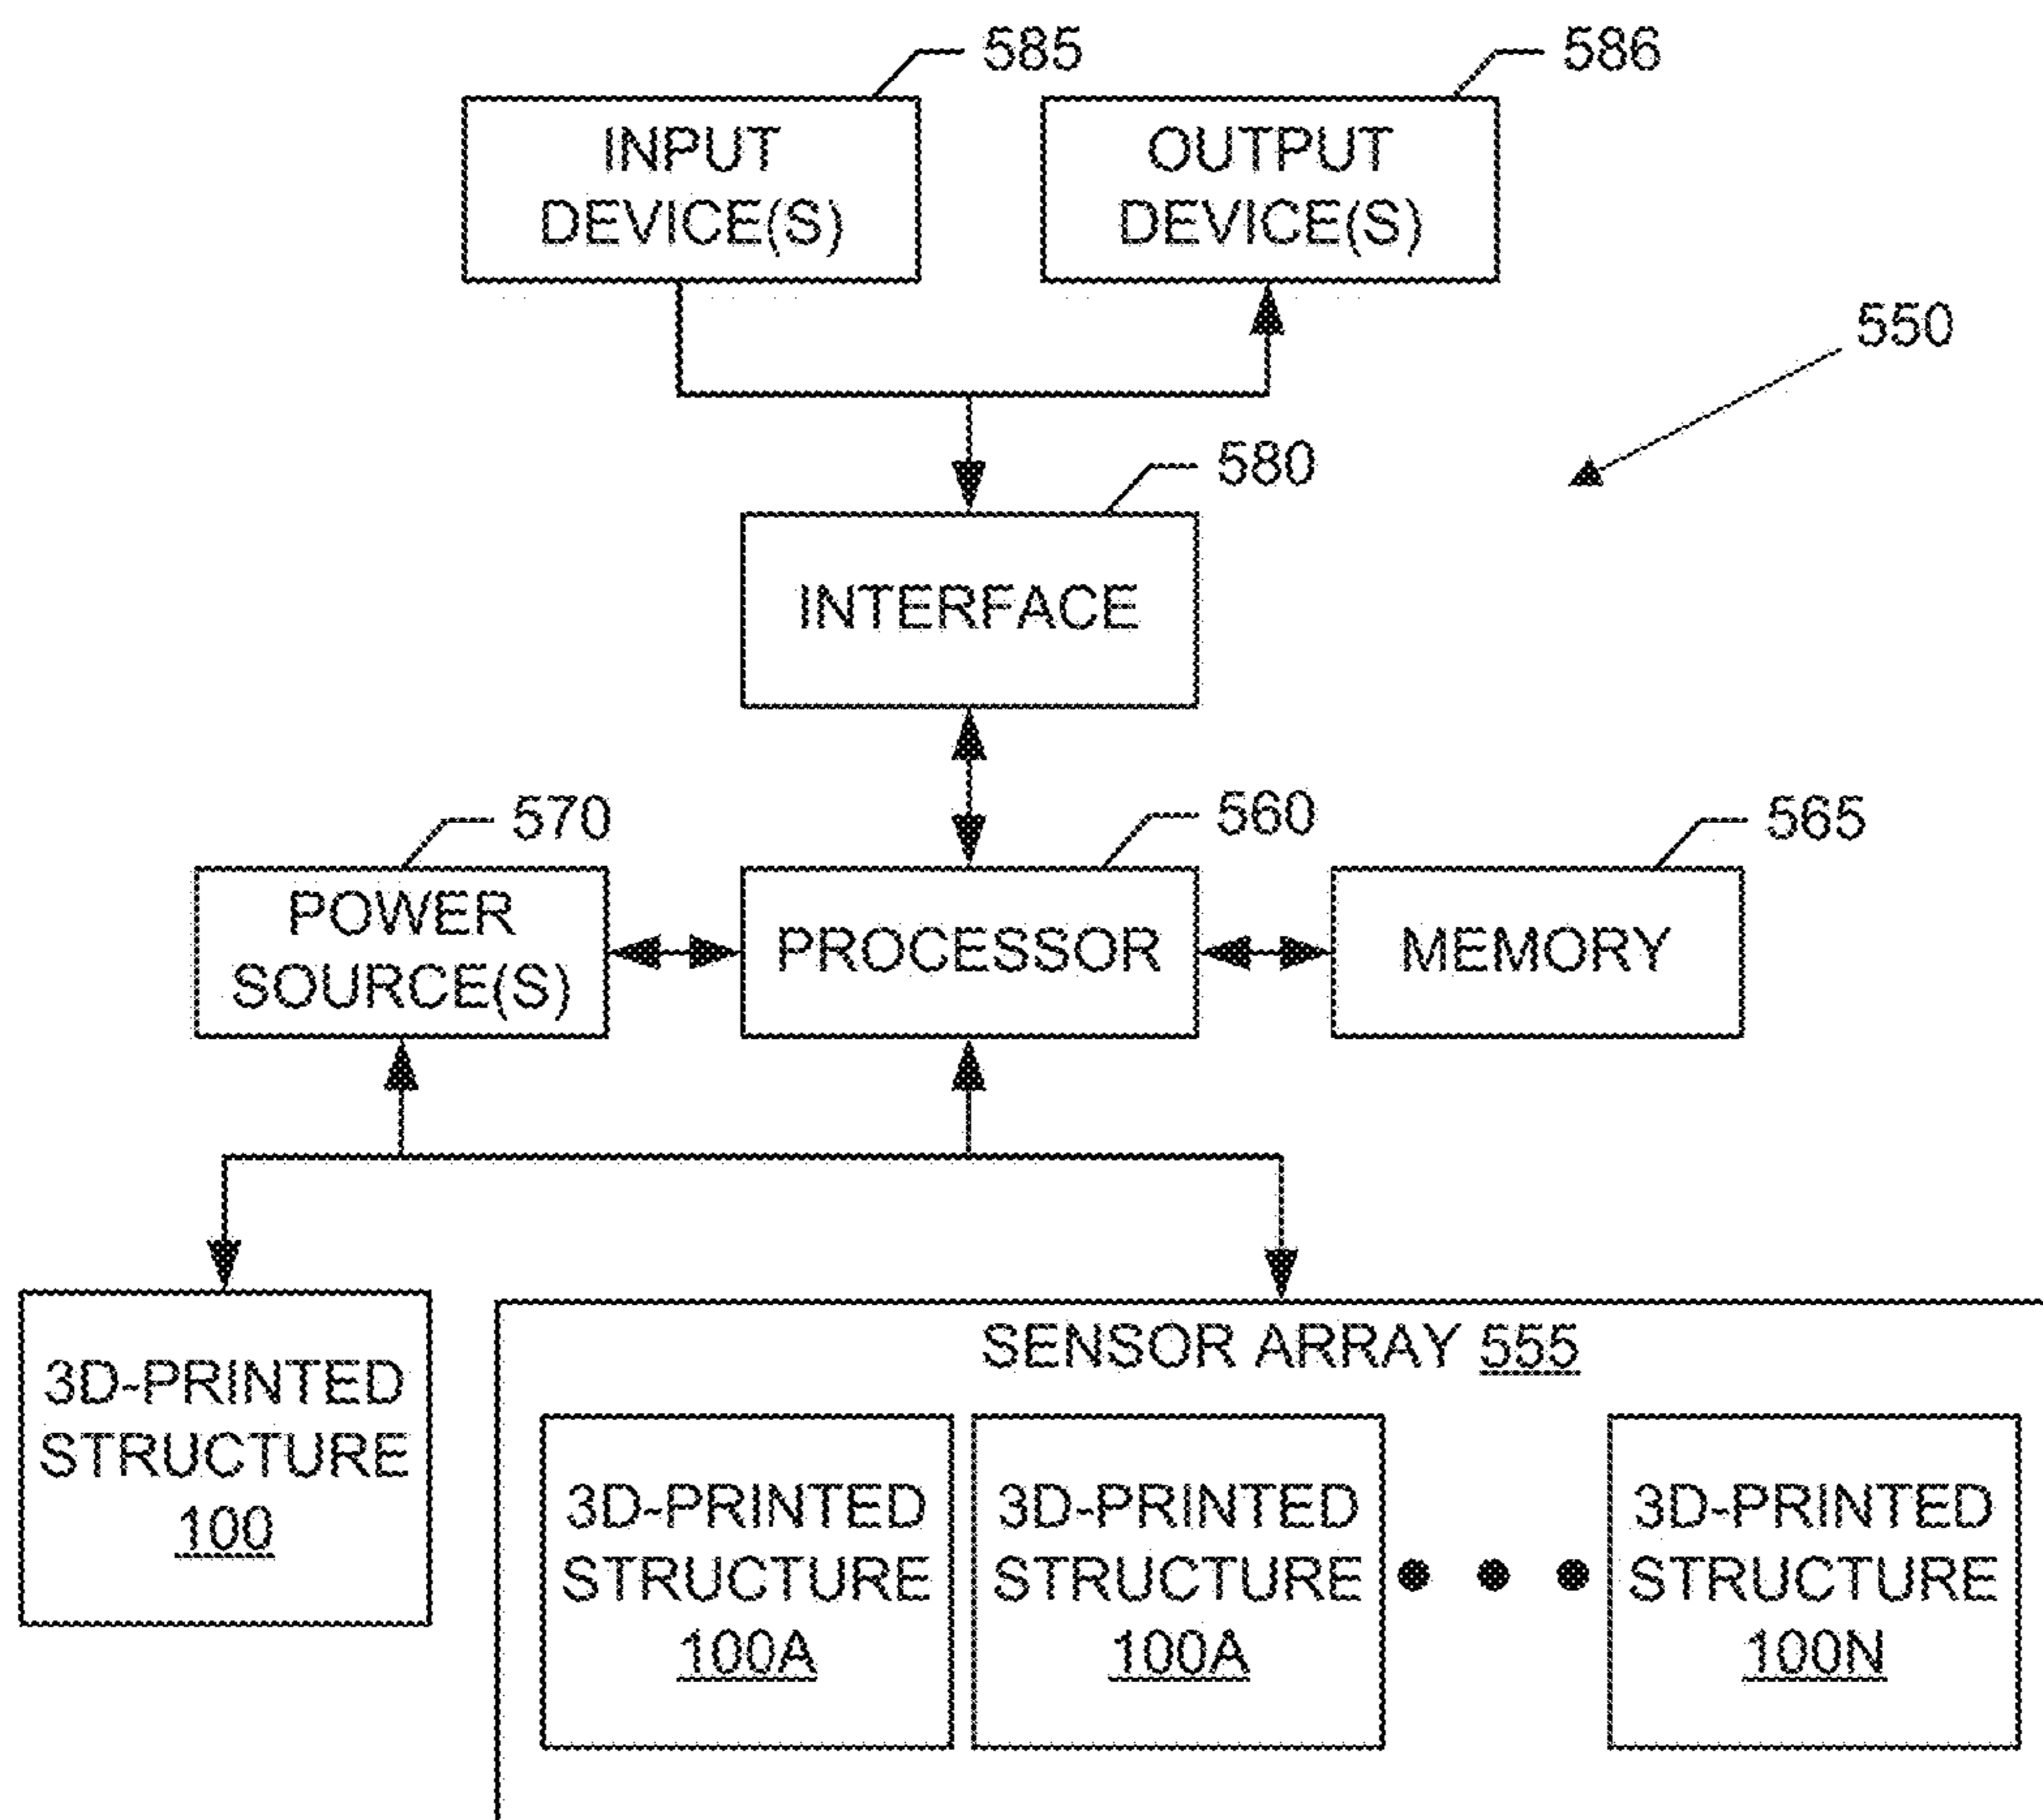 585
586
INPUT
DEVICE(S)
OUTPUT
DEVICE(S)
550
580
INTERFACE
570
560
565
POWER
SOURCE(S)
PROCESSOR
MEMORY
3D-PRINTED
STRUCTURE
100
SENSOR ARRAY 555
3D-PRINTED
STRUCTURE
100A
3D-PRINTED
STRUCTURE
100A
3D-PRINTED
STRUCTURE
100N